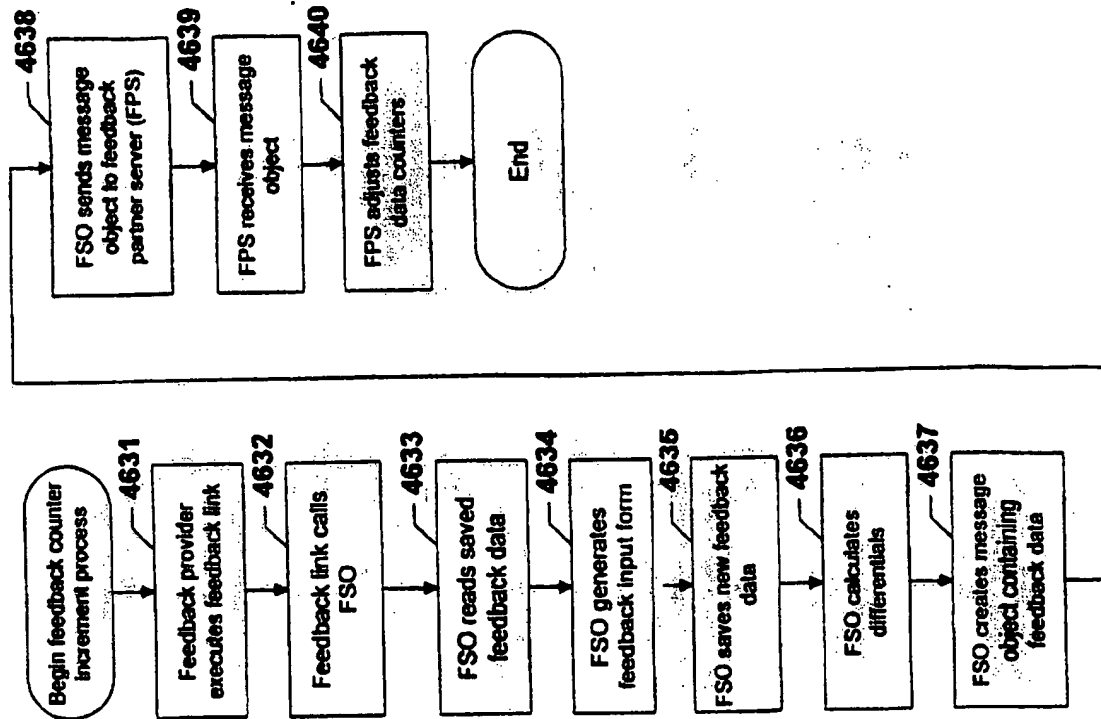 Begin feedback counter
increment process
4631
Feedback provider
executes feedback link
4632
Feedback link calls
FSO
4633
FSO reads saved
feedback data
4634
FSO generates
feedback input form
4635
FSO saves new feedback
data
4636
FSO calculates
differentials
4637
FSO creates message
object containing
feedback data
4638
FSO sends message
object to feedback
partner server (FPS)
4639
FPS receives message
object
4640
FPS adjusts feedback
data counters
End